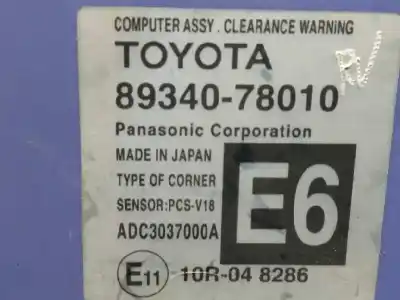 COMPUTER ASSY. CLEARANCE WARNING
TOYOTA
89340-78010
Panasonic Corporation
MADE IN JAPAN
TYPE OF CORNER
SENSOR:PCS-V18
ADC3037000A
E6
E11 10R-04 8286